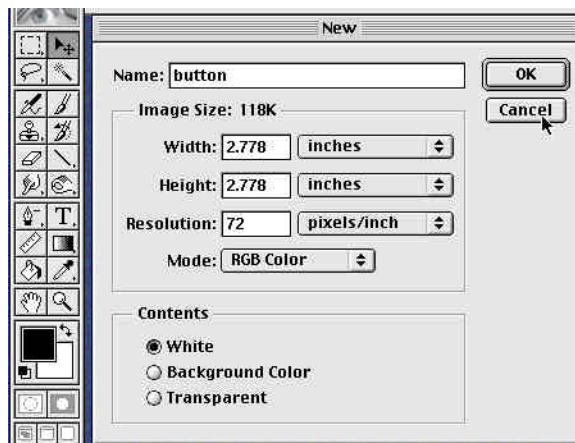 New
Name: button
OK
Image Size: 118K
Cancel
Width: 2.778 inches
Height: 2.778 inches
Resolution: 72 pixels/inch
Mode: RGB Color
Contents
White
Background Color
Transparent
T